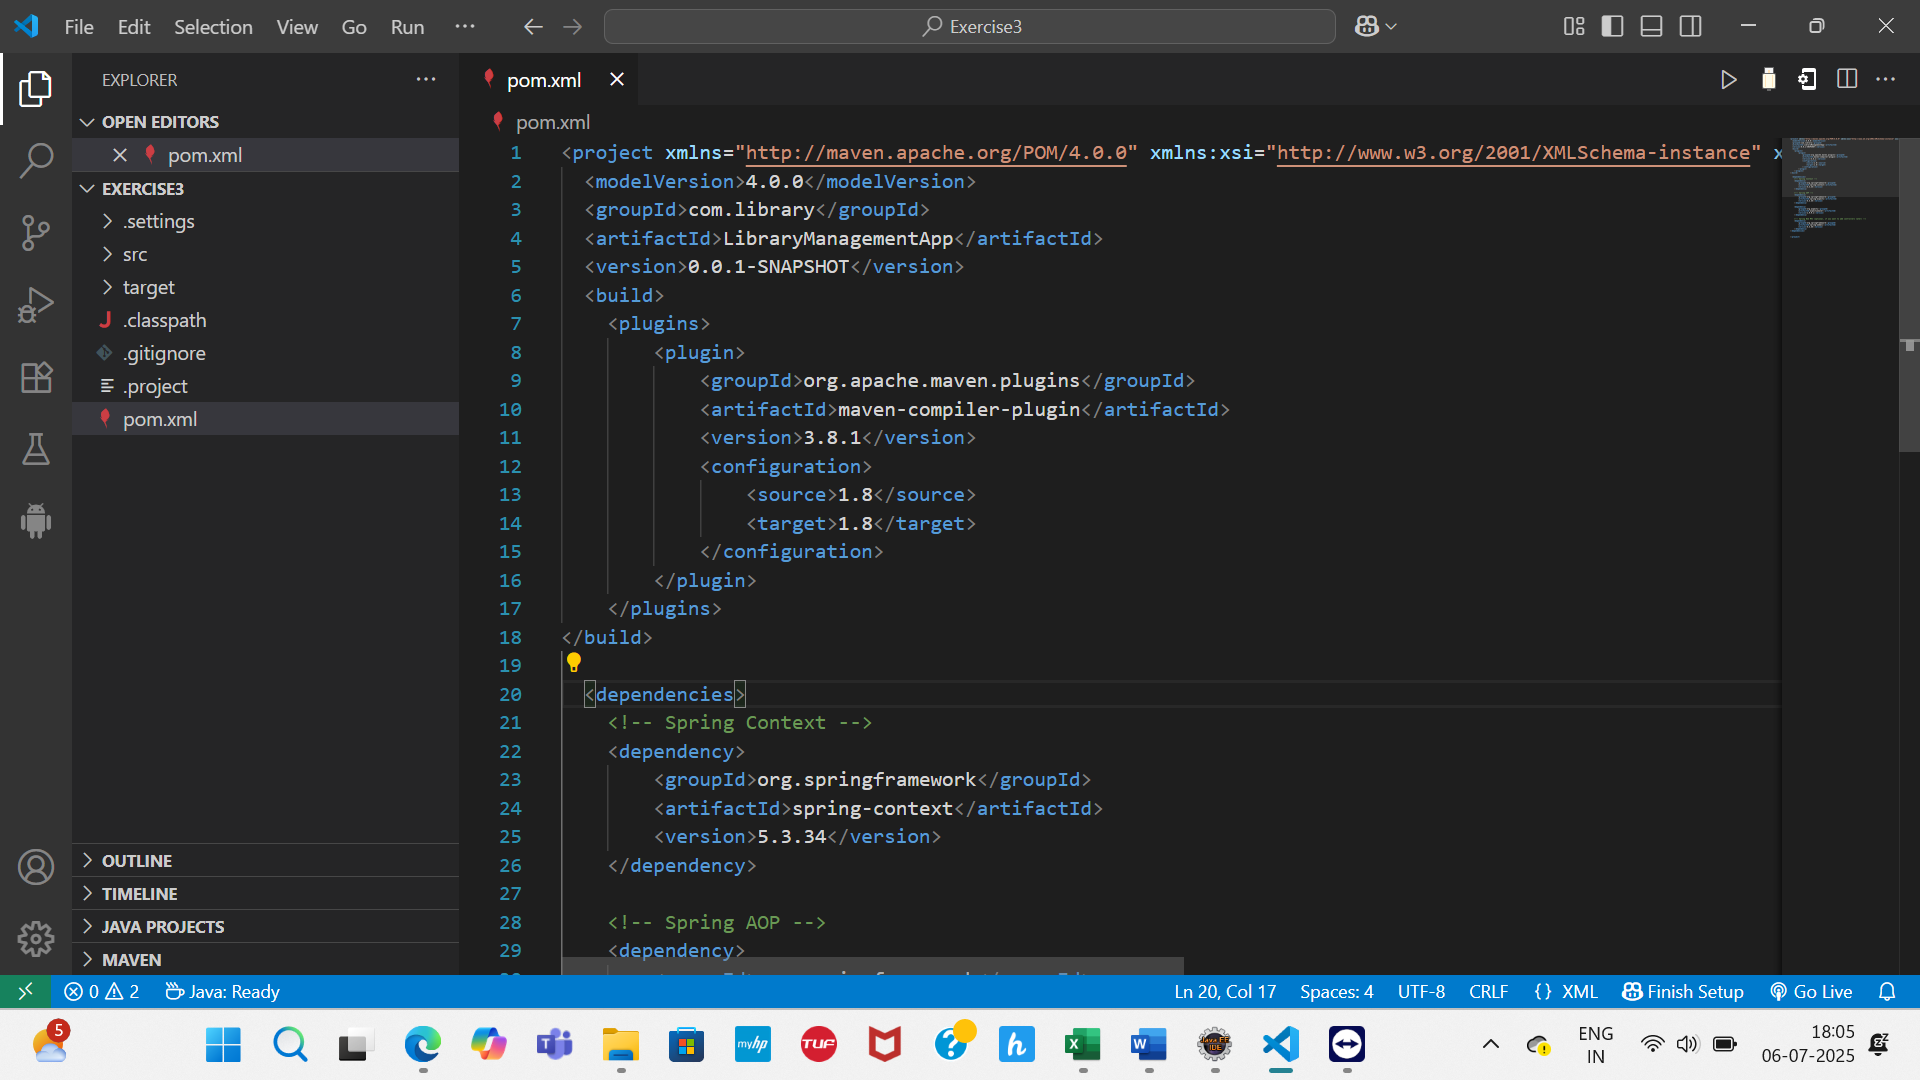 File Edit Selection View Go Run ···
Exercise3
EXPLORER
OPEN EDITORS
pom.xml
EXERCISE3
.settings
src
target
.classpath
.gitignore
.project
pom.xml
OUTLINE
TIMELINE
JAVA PROJECTS
MAVEN
pom.xml
pom.xml
1 <project xmlns="http://maven.apache.org/POM/4.0.0" xmlns:xsi="http://www.w3.org/2001/XMLSchema-instance" x
2 <modelVersion>4.0.0</modelVersion>
3 <groupId>com.library</groupId>
4 <artifactId>LibraryManagementApp</artifactId>
5 <version>0.0.1-SNAPSHOT</version>
6 <build>
7 <plugins>
8 <plugin>
9 <groupId>org.apache.maven.plugins</groupId>
10 <artifactId>maven-compiler-plugin</artifactId>
11 <version>3.8.1</version>
12 <configuration>
13 <source>1.8</source>
14 <target>1.8</target>
15 </configuration>
16 </plugin>
17 </plugins>
18 </build>
19
20 <dependencies>
21 <!-- Spring Context -->
22 <dependency>
23 <groupId>org.springframework</groupId>
24 <artifactId>spring-context</artifactId>
25 <version>5.3.34</version>
26 </dependency>
27
28 <!-- Spring AOP -->
29 <dependency>
0 2 Java: Ready
Ln 20, Col 17 Spaces: 4 UTF-8 CRLF {} XML Finish Setup Go Live
5
myhp
TUF
Java EE
IDE
ENG
IN
18:05
06-07-2025